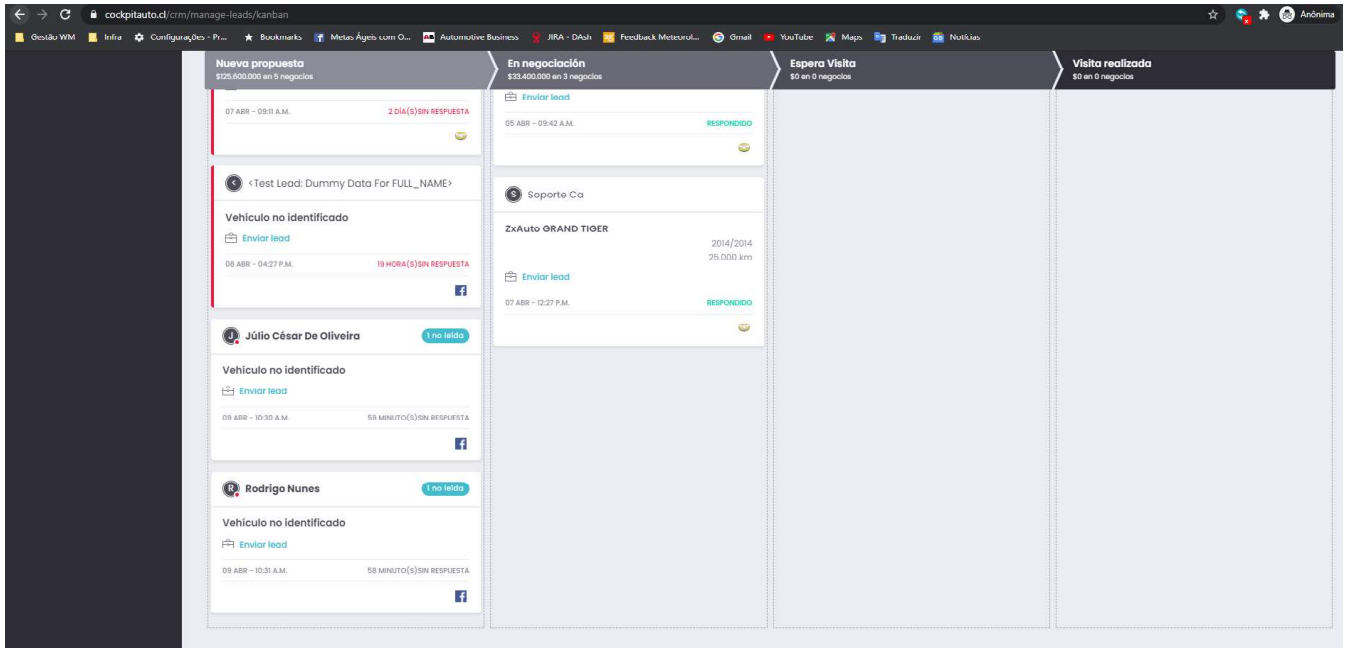 cockpitauto.cl/crm/manage-leads/kanban
Anônima
Gestão WM
Infra
Configurações - Pr...
Bookmarks
Metas Ágeis com O...
Automotive Business
JIRA - DAsh
Feedback Meteorol...
Gmail
YouTube
Maps
Traduzir
Notícias
Nueva propuesta
$125.600.000 en 5 negocios
En negociación
$33.400.000 en 3 negocios
Espera Visita
$0 en 0 negocios
Visita realizada
$0 en 0 negocios
07 ABR - 09:11 A.M.
2 DÍA(S)SIN RESPUESTA
<Test Lead: Dummy Data For FULL_NAME>
Vehículo no identificado
Enviar lead
08 ABR - 04:27 P.M.
19 HORA(S)SIN RESPUESTA
J
Júlio César De Oliveira
1 no leído
Vehículo no identificado
Enviar lead
09 ABR - 10:30 A.M.
59 MINUTO(S)SIN RESPUESTA
R
Rodrigo Nunes
1 no leído
Vehículo no identificado
Enviar lead
09 ABR - 10:31 A.M.
58 MINUTO(S)SIN RESPUESTA
Enviar lead
05 ABR - 09:42 A.M.
RESPONDIDO
S
Soporte Ca
ZxAuto GRAND TIGER
2014/2014
25.000 km
Enviar lead
07 ABR - 12:27 P.M.
RESPONDIDO